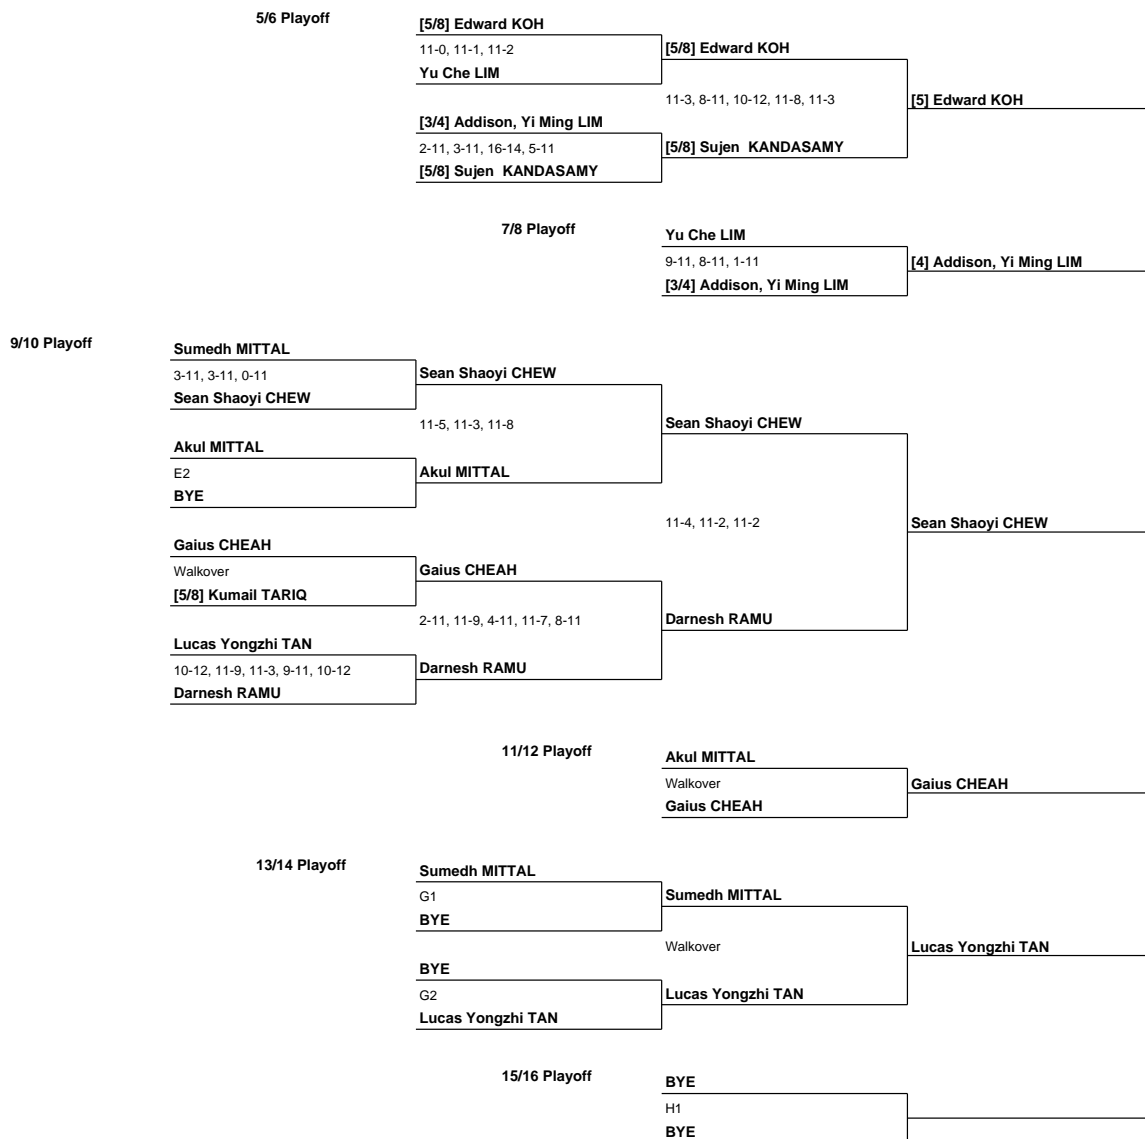 5/6 Playoff
[5/8] Edward KOH
11-0, 11-1, 11-2
[5/8] Edward KOH
Yu Che LIM
11-3, 8-11, 10-12, 11-8, 11-3
[5] Edward KOH
[3/4] Addison, Yi Ming LIM
2-11, 3-11, 16-14, 5-11
[5/8] Sujen  KANDASAMY
[5/8] Sujen  KANDASAMY
7/8 Playoff
Yu Che LIM
9-11, 8-11, 1-11
[4] Addison, Yi Ming LIM
[3/4] Addison, Yi Ming LIM
9/10 Playoff
Sumedh MITTAL
3-11, 3-11, 0-11
Sean Shaoyi CHEW
Sean Shaoyi CHEW
11-5, 11-3, 11-8
Sean Shaoyi CHEW
Akul MITTAL
E2
Akul MITTAL
BYE
11-4, 11-2, 11-2
Sean Shaoyi CHEW
Gaius CHEAH
Walkover
Gaius CHEAH
[5/8] Kumail TARIQ
2-11, 11-9, 4-11, 11-7, 8-11
Darnesh RAMU
Lucas Yongzhi TAN
10-12, 11-9, 11-3, 9-11, 10-12
Darnesh RAMU
Darnesh RAMU
11/12 Playoff
Akul MITTAL
Walkover
Gaius CHEAH
Gaius CHEAH
13/14 Playoff
Sumedh MITTAL
G1
Sumedh MITTAL
BYE
Walkover
Lucas Yongzhi TAN
BYE
G2
Lucas Yongzhi TAN
Lucas Yongzhi TAN
15/16 Playoff
BYE
H1
BYE